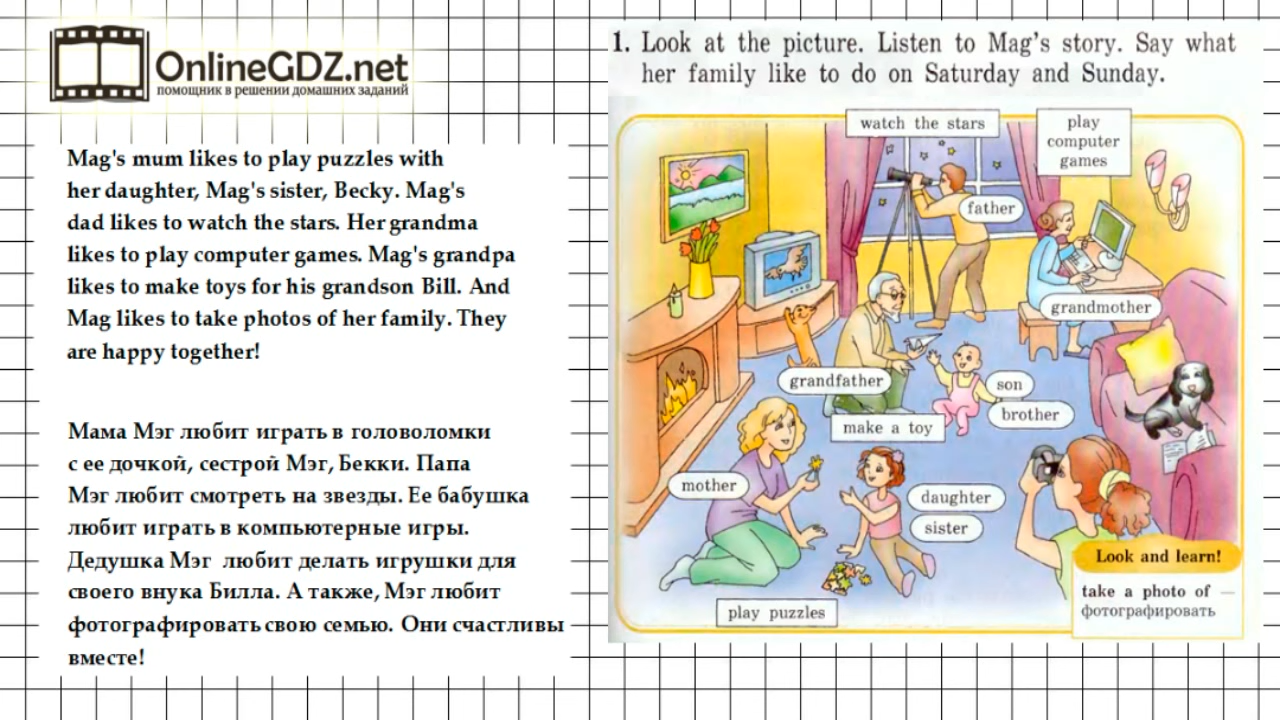 OnlineGDZ.net
помощник в решении домашних заданий
Mag's mum likes to play puzzles with
her daughter, Mag's sister, Becky. Mag's
dad likes to watch the stars. Her grandma
likes to play computer games. Mag's grandpa
likes to make toys for his grandson Bill. And
Mag likes to take photos of her family. They
are happy together!
Мама Мэг любит играть в головоломки
с ее дочкой, сестрой Мэг, Бекки. Папа
Мэг любит смотреть на звезды. Ее бабушка
любит играть в компьютерные игры.
Дедушка Мэг любит делать игрушки для
своего внука Билла. А также, Мэг любит
фотографировать свою семью. Они счастливы
вместе!
1. Look at the picture. Listen to Mag's story. Say what
her family like to do on Saturday and Sunday.
watch the stars
play
computer
games
father
grandmother
grandfather
son
brother
make a toy
mother
daughter
sister
play puzzles
Look and learn!
take a photo of —
фотографировать